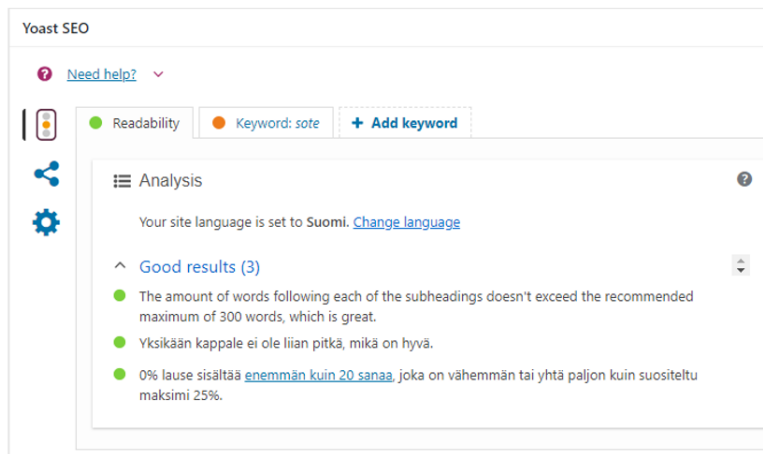 Yoast SEO
Need help?
Readability
Keyword: sote
+ Add keyword
Analysis
Your site language is set to Suomi. Change language
Good results (3)
The amount of words following each of the subheadings doesn't exceed the recommended
maximum of 300 words, which is great.
Yksikään kappale ei ole liian pitkä, mikä on hyvä.
0% lause sisältää enemmän kuin 20 sanaa, joka on vähemmän tai yhtä paljon kuin suositeltu
maksimi 25%.